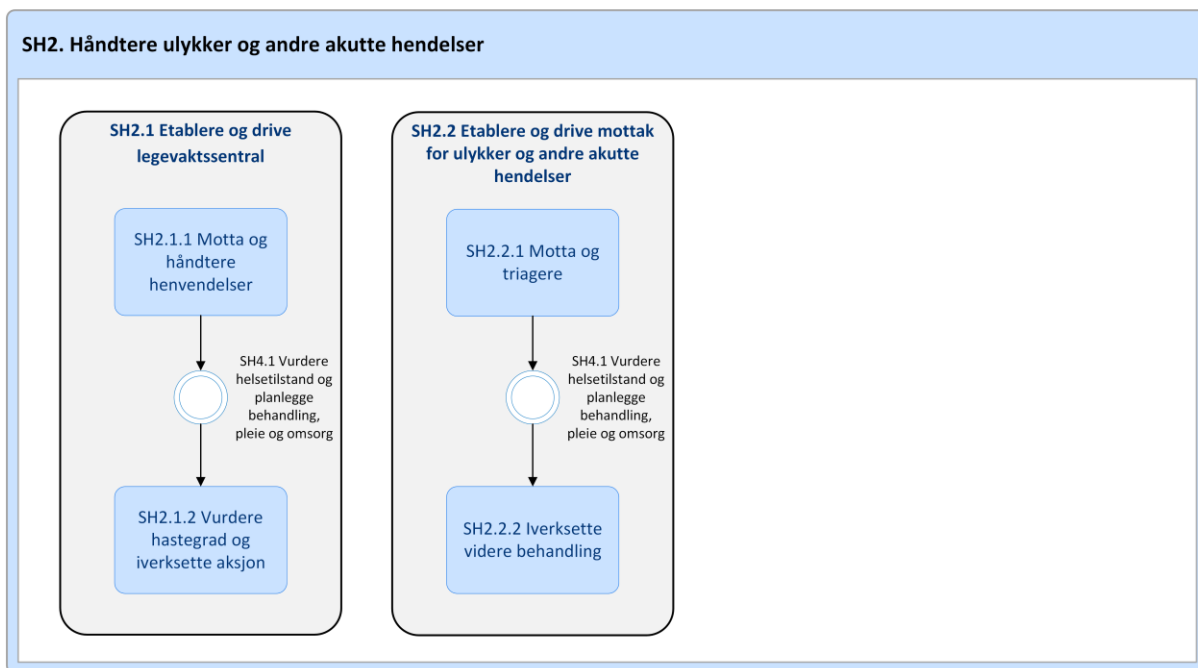 SH2. Håndtere ulykker og andre akutte hendelser
SH2.1 Etablere og drive
legevaktssentral
SH2.1.1 Motta og
håndtere
henvendelser
SH4.1 Vurdere
helsetilstand og
planlegge
behandling,
pleie og omsorg
SH2.1.2 Vurdere
hastegrad og
iverksette aksjon
SH2.2 Etablere og drive mottak
for ulykker og andre akutte
hendelser
SH2.2.1 Motta og
triagere
SH4.1 Vurdere
helsetilstand og
planlegge
behandling,
pleie og omsorg
SH2.2.2 Iverksette
videre behandling